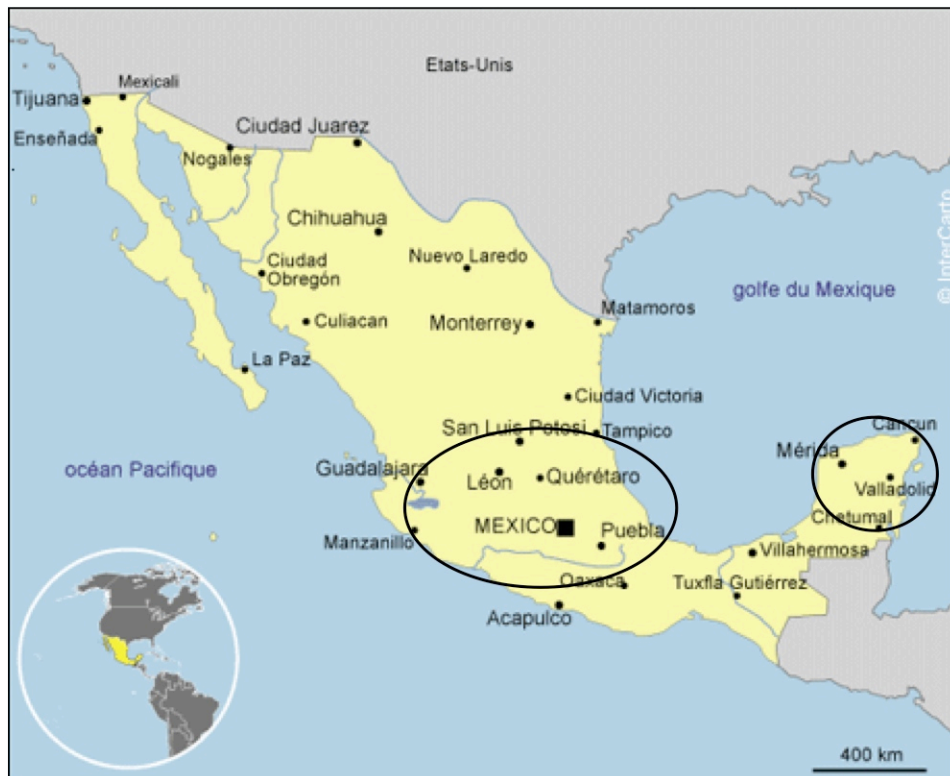 Etats-Unis
Mexicali
Tijuana
Enseñada
Ciudad Juarez
Nogales
© InterCarto
Chihuahua
Ciudad
Obregón
Nuevo Laredo
golfe du Mexique
Matamoros
Culiacan
Monterrey
La Paz
Ciudad Victoria
San Luis Potosi
Tampico
Cancun
océan Pacifique
Guadalajara
Léon
Quérétaro
Mérida
Valladolid
MEXICO
Puebla
Chetumal
Manzanillo
Villahermosa
Oaxaca
Tuxfla Gutiérrez
Acapulco
400 km